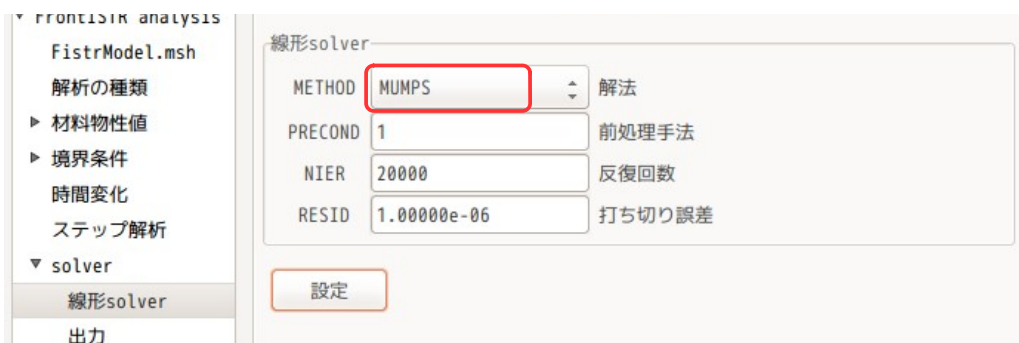 FrontISTR analysis
FistrModel.msh
解析の種類
材料物性値
境界条件
時間変化
ステップ解析
solver
線形solver
出力
線形solver
METHOD MUMPS 解法
PRECOND 1 前処理手法
NIER 20000 反復回数
RESID 1.00000e-06 打ち切り誤差
設定